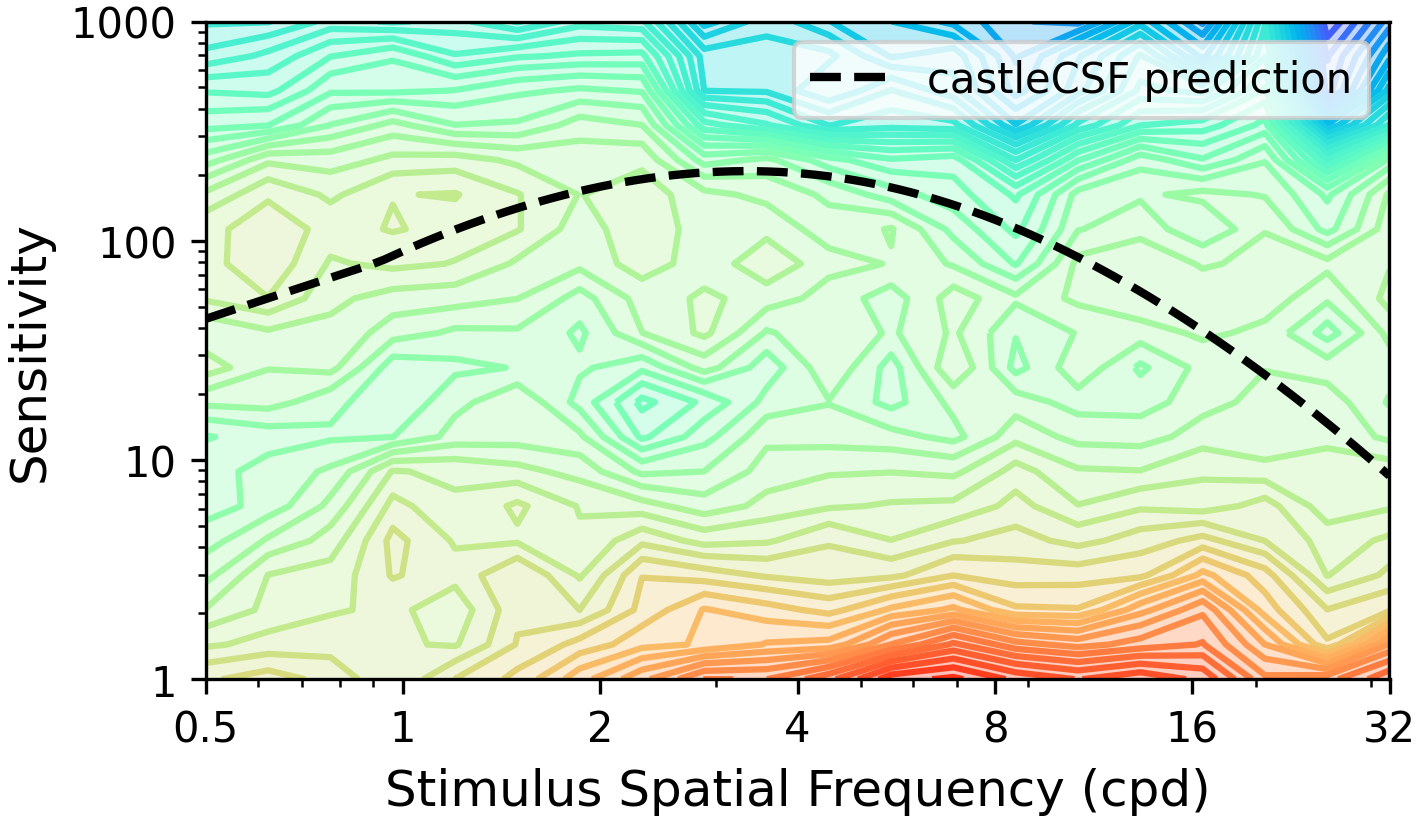 1000
castleCSF prediction
100
Sensitivity
10
1
0.5 1 2 4 8 16 32
Stimulus Spatial Frequency (cpd)